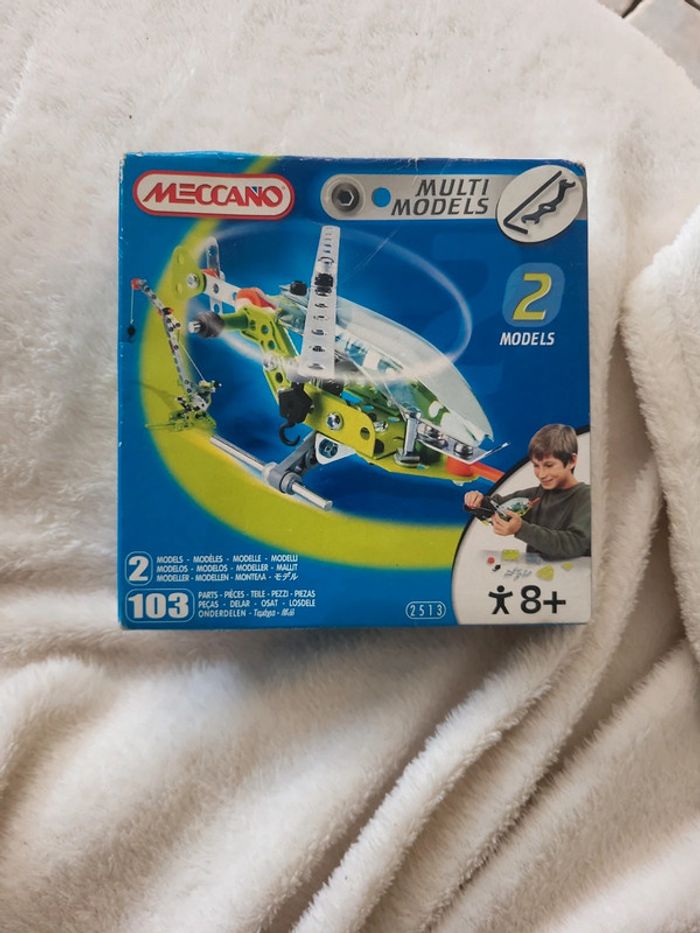 MECCANO
MULTI
MODELS
2
MODELS
2
MODELS - MODÈLES - MODELLE - MODELLI
MODELOS - MODELOS - MODELLER - MALLIT
MODELLER - MODELLEN - ΜΟΝΤΕΛΑ - モデル
103
PARTS - PIÈCES - TEILE - PEZZI - PIEZAS
PEÇAS - DELAR - OSAT - LOSDELE
ONDERDELEN
2513
8+